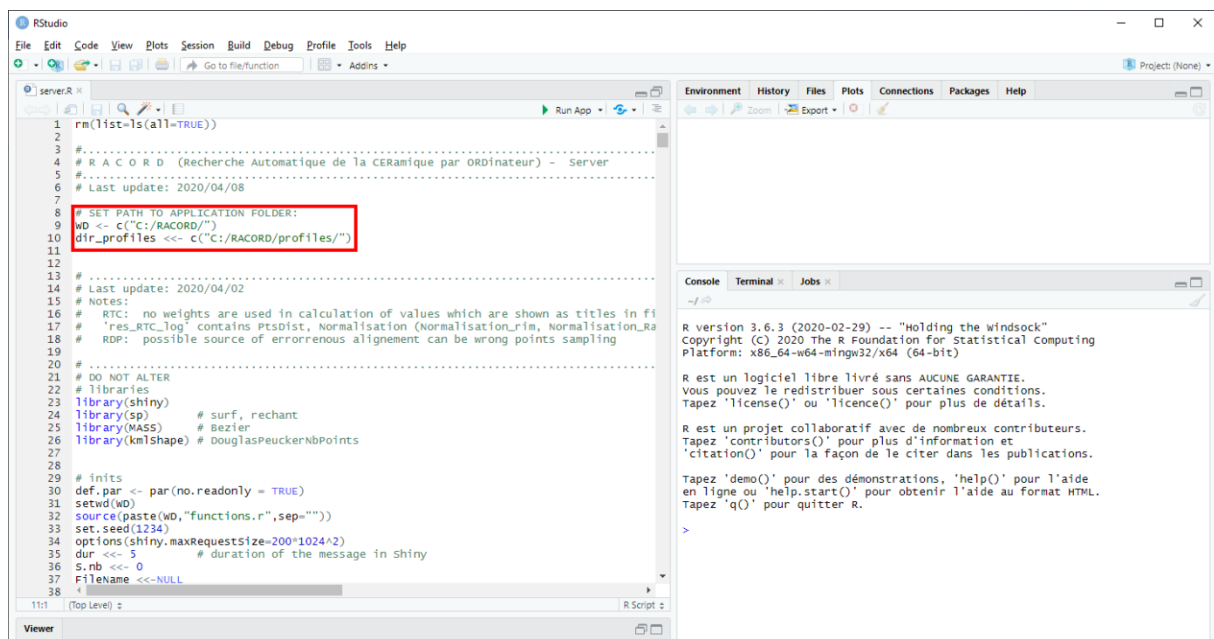 RStudio
File Edit Code View Plots Session Build Debug Profile Tools Help
Go to file/function Addins Project: (None)
server.R
Run App
1 rm(list=ls(all=TRUE))
2
3 #.......................................................................................
4 # R A C O R D (Recherche Automatique de la CERamique par ORDinateur) - Server
5 #.......................................................................................
6 # Last update: 2020/04/08
7
8 # SET PATH TO APPLICATION FOLDER:
9 WD <- c("C:/RACORD/")
10 dir_profiles <<- c("C:/RACORD/profiles/")
11
12
13 # ......................................................................................
14 # Last update: 2020/04/02
15 # Notes:
16 # RTC: no weights are used in calculation of values which are shown as titles in fi
17 # 'res_RTC_log' contains PtsDist, Normalisation (Normalisation_rim, Normalisation_Ra
18 # RDP: possible source of errorrenous alignement can be wrong points sampling
19
20 # ......................................................................................
21 # DO NOT ALTER
22 # libraries
23 library(shiny)
24 library(sp) # surf, rechant
25 library(MASS) # Bezier
26 library(kmlShape) # DouglasPeuckerNbPoints
27
28
29 # inits
30 def.par <- par(no.readonly = TRUE)
31 setwd(WD)
32 source(paste(WD,"functions.r",sep=""))
33 set.seed(1234)
34 options(shiny.maxRequestSize=200*1024^2)
35 dur <<- 5 # duration of the message in Shiny
36 S.nb <<- 0
37 FileName <<-NULL
38
11:1 (Top Level) R Script
Viewer
Environment History Files Plots Connections Packages Help
Zoom Export
Console Terminal Jobs
~/
R version 3.6.3 (2020-02-29) -- "Holding the Windsock"
Copyright (C) 2020 The R Foundation for Statistical Computing
Platform: x86_64-w64-mingw32/x64 (64-bit)
R est un logiciel libre livré sans AUCUNE GARANTIE.
Vous pouvez le redistribuer sous certaines conditions.
Tapez 'license()' ou 'licence()' pour plus de détails.
R est un projet collaboratif avec de nombreux contributeurs.
Tapez 'contributors()' pour plus d'information et
'citation()' pour la façon de le citer dans les publications.
Tapez 'demo()' pour des démonstrations, 'help()' pour l'aide
en ligne ou 'help.start()' pour obtenir l'aide au format HTML.
Tapez 'q()' pour quitter R.
>